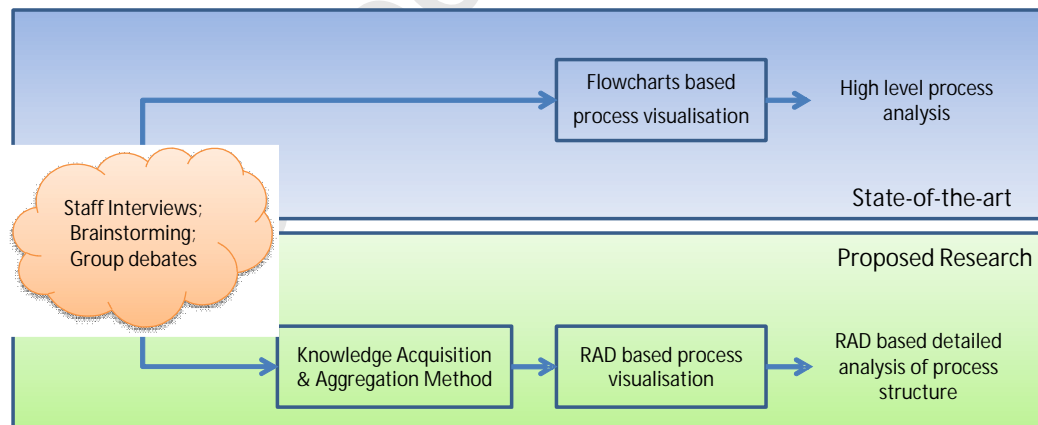 Flowcharts based
process visualisation
High level process
analysis
State-of-the-art
Staff Interviews;
Brainstorming;
Group debates
Proposed Research
Knowledge Acquisition
& Aggregation Method
RAD based process
visualisation
RAD based detailed
analysis of process
structure